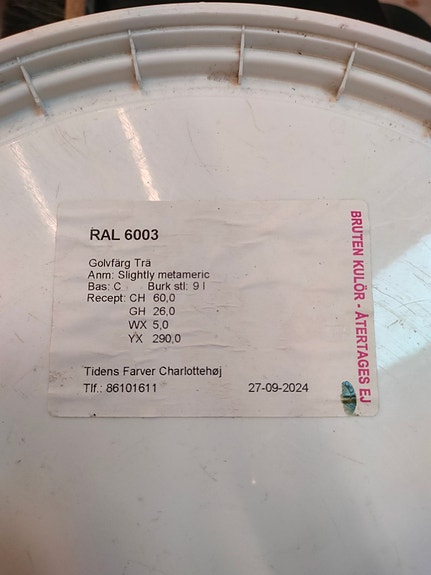 RAL 6003
Golvfärg Trä
Anm: Slightly metameric
Bas: C Burk stl: 9 l
Recept: CH 60,0
GH 26,0
WX 5,0
YX 290,0
Tidens Farver Charlottehøj
Tlf.: 86101611 27-09-2024
BRUTEN KULÖR - ÅTERTAGES EJ